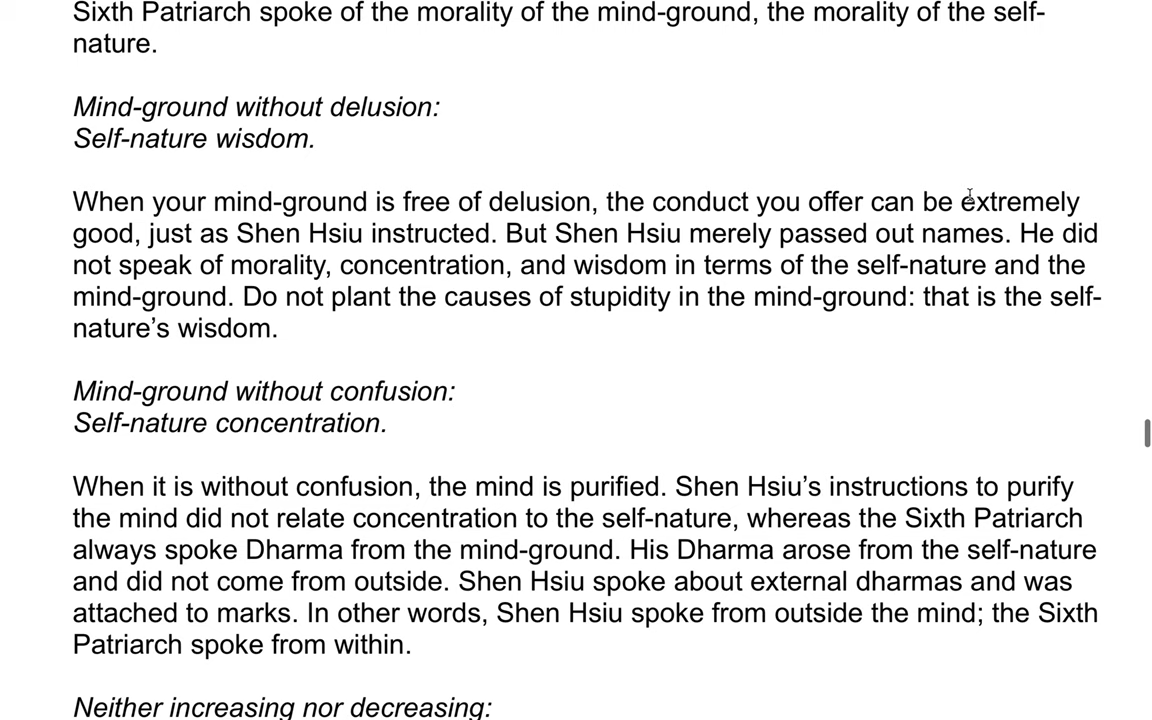 Sixth Patriarch spoke of the morality of the mind-ground, the morality of the self-
nature.
Mind-ground without delusion:
Self-nature wisdom.
When your mind-ground is free of delusion, the conduct you offer can be extremely
good, just as Shen Hsiu instructed. But Shen Hsiu merely passed out names. He did
not speak of morality, concentration, and wisdom in terms of the self-nature and the
mind-ground. Do not plant the causes of stupidity in the mind-ground: that is the self-
nature’s wisdom.
Mind-ground without confusion:
Self-nature concentration.
When it is without confusion, the mind is purified. Shen Hsiu’s instructions to purify
the mind did not relate concentration to the self-nature, whereas the Sixth Patriarch
always spoke Dharma from the mind-ground. His Dharma arose from the self-nature
and did not come from outside. Shen Hsiu spoke about external dharmas and was
attached to marks. In other words, Shen Hsiu spoke from outside the mind; the Sixth
Patriarch spoke from within.
Neither increasing nor decreasing: